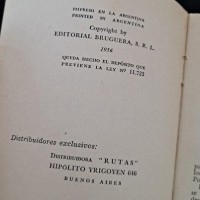 IMPRESO EN LA ARGENTINA
PRINTED IN ARGENTINA
Copyright by
EDITORIAL BRUGUERA, S. R. L.
1956
QUEDA HECHO EL DEPÓSITO QUE
PREVIENE LA LEY Nº 11.723
Distribuidores exclusivos:
DISTRIBUIDORA "RUTAS"
HIPOLITO YRIGOYEN 646
BUENOS AIRES